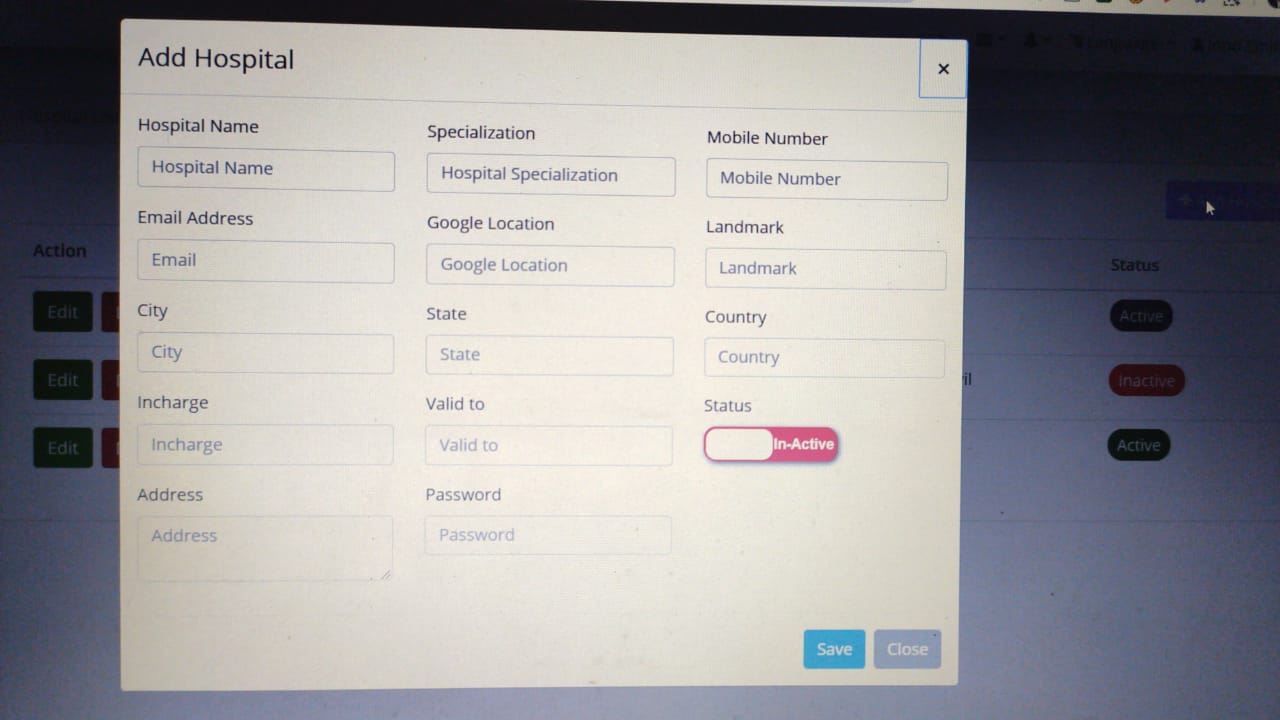 Add Hospital
×
Hospital Name
Specialization
Mobile Number
Hospital Name
Hospital Specialization
Mobile Number
Email Address
Google Location
Landmark
Email
Google Location
Landmark
City
State
Country
City
State
Country
Incharge
Valid to
Status
Incharge
Valid to
In-Active
Address
Password
Address
Password
Save
Close
Action
Status
Edit
Active
Edit
Inactive
Edit
Active